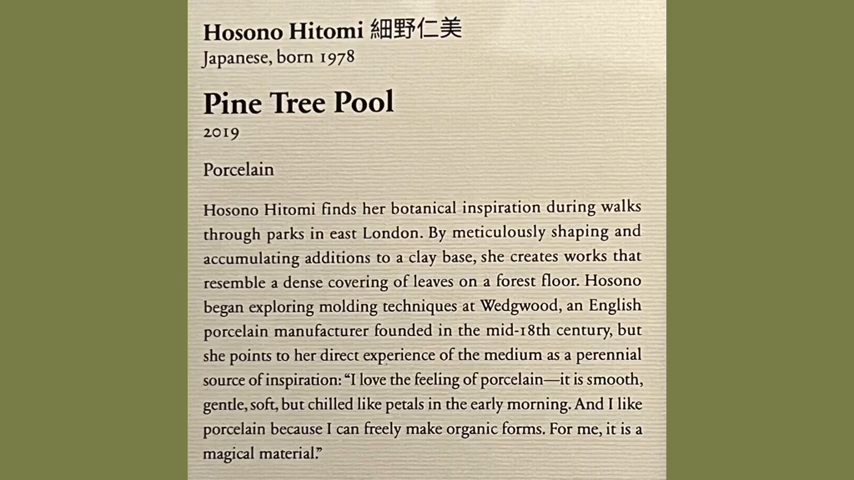 Hosono Hitomi 細野仁美
Japanese, born 1978
Pine Tree Pool
2019
Porcelain
Hosono Hitomi finds her botanical inspiration during walks
through parks in east London. By meticulously shaping and
accumulating additions to a clay base, she creates works that
resemble a dense covering of leaves on a forest floor. Hosono
began exploring molding techniques at Wedgwood, an English
porcelain manufacturer founded in the mid-18th century, but
she points to her direct experience of the medium as a perennial
source of inspiration: “I love the feeling of porcelain—it is smooth,
gentle, soft, but chilled like petals in the early morning. And I like
porcelain because I can freely make organic forms. For me, it is a
magical material.”